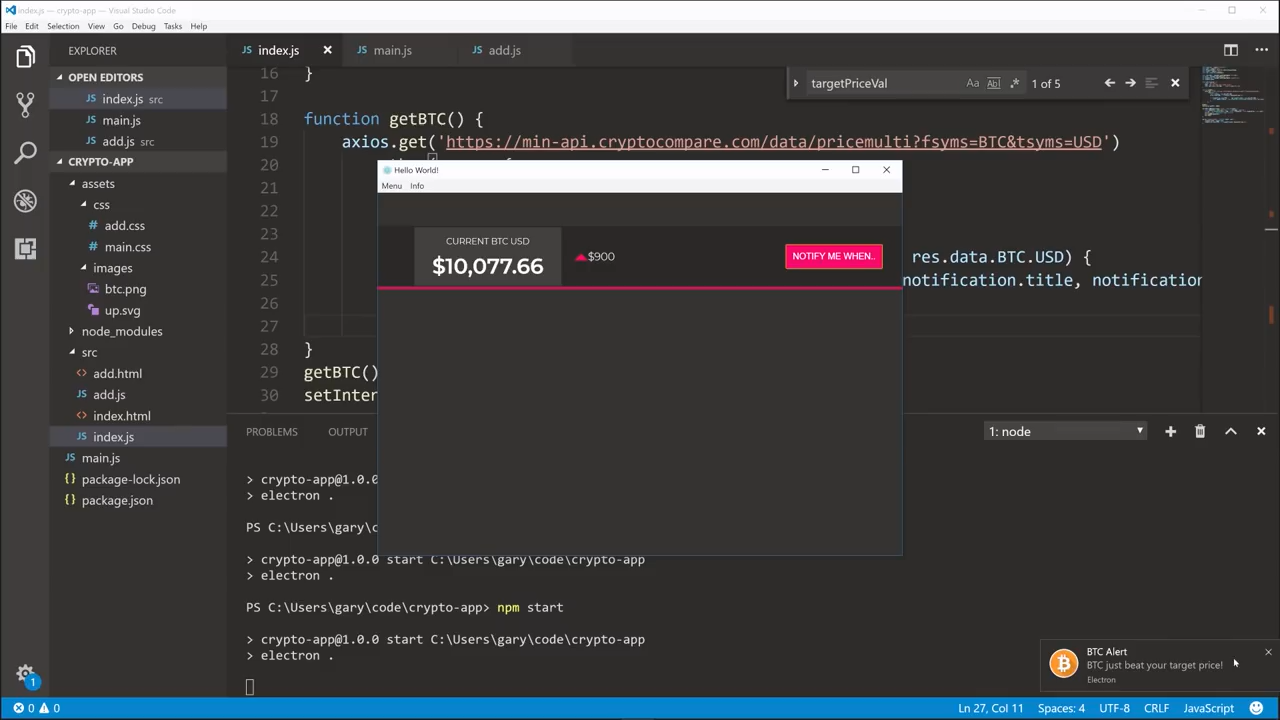 index.js - crypto-app - Visual Studio Code
File Edit Selection View Go Debug Tasks Help
EXPLORER
OPEN EDITORS
JS index.js src
JS main.js
JS add.js src
CRYPTO-APP
assets
css
# add.css
# main.css
images
btc.png
up.svg
node_modules
src
<> add.html
JS add.js
<> index.html
JS index.js
JS main.js
{} package-lock.json
{} package.json
1
JS index.js
JS main.js
JS add.js
targetPriceVal
Aa Abl .* 1 of 5
16 }
17
18 function getBTC() {
19 axios.get('https://min-api.cryptocompare.com/data/pricemulti?fsyms=BTC&tsyms=USD')
20
21
22
23
24 res.data.BTC.USD) {
25 notification.title, notification
26
27
28 }
29 getBTC()
30 setInter
Hello World!
Menu Info
CURRENT BTC USD
$10,077.66
$900
NOTIFY ME WHEN..
PROBLEMS OUTPUT
1: node
> crypto-app@1.0.0
> electron .
PS C:\Users\gary\c
> crypto-app@1.0.0 start C:\Users\gary\code\crypto-app
> electron .
PS C:\Users\gary\code\crypto-app> npm start
> crypto-app@1.0.0 start C:\Users\gary\code\crypto-app
> electron .
BTC Alert
BTC just beat your target price!
Electron
0 0
Ln 27, Col 11 Spaces: 4 UTF-8 CRLF JavaScript